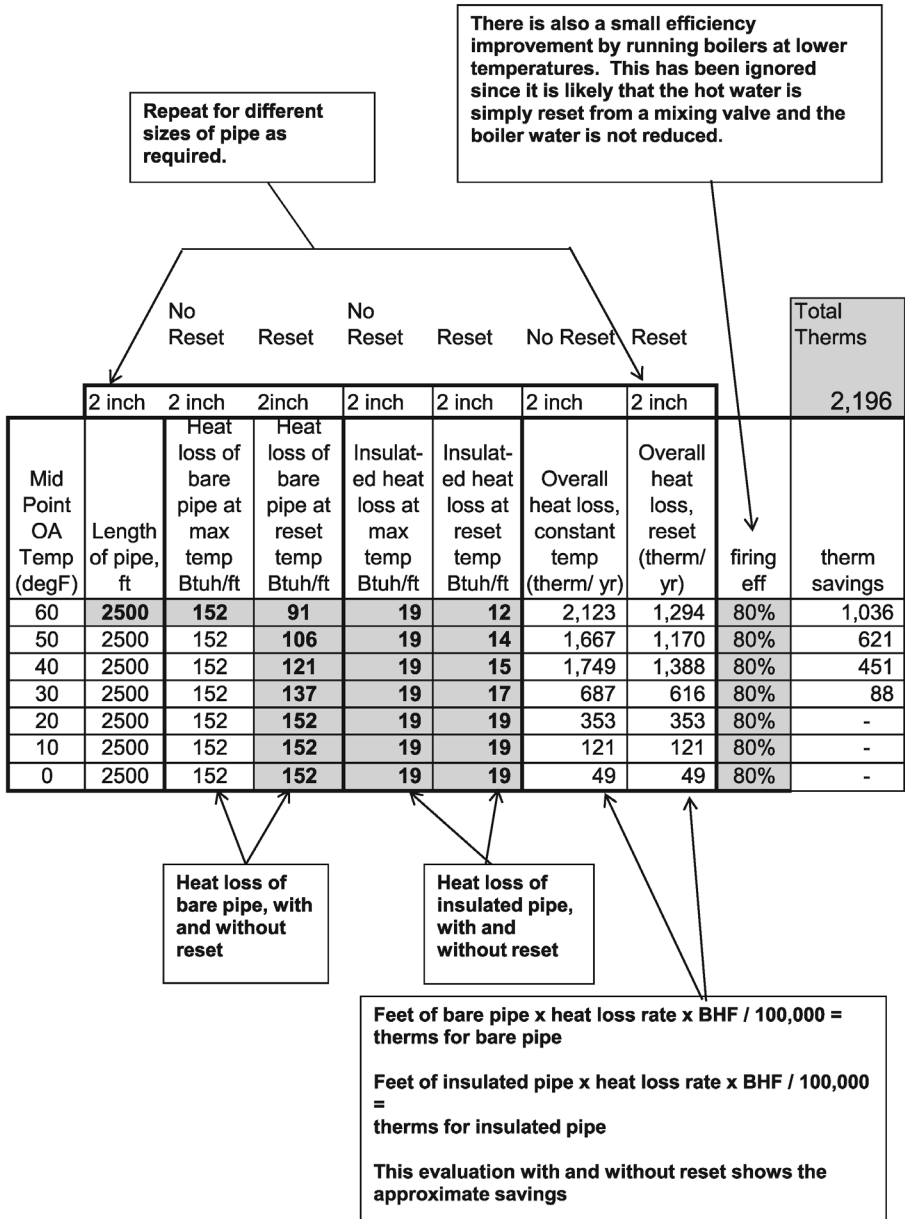 There is also a small efficiency
improvement by running boilers at lower
temperatures. This has been ignored
since it is likely that the hot water is
simply reset from a mixing valve and the
boiler water is not reduced.
Repeat for different
sizes of pipe as
required.
No Reset
Reset
No Reset
Reset
No Reset
Reset
Total
Therms
2 inch 2 inch 2inch 2 inch 2 inch 2 inch 2 inch 2,196
Mid
Point
OA
Temp
(degF)
Length
of pipe,
ft
Heat
loss of
bare
pipe at
max
temp
Btuh/ft
Heat
loss of
bare
pipe at
reset
temp
Btuh/ft
Insulat-
ed heat
loss at
max
temp
Btuh/ft
Insulat-
ed heat
loss at
reset
temp
Btuh/ft
Overall
heat loss,
constant
temp
(therm/ yr)
Overall
heat
loss,
reset
(therm/
yr)
firing
eff
therm
savings
60 2500 152 91 19 12 2,123 1,294 80% 1,036
50 2500 152 106 19 14 1,667 1,170 80% 621
40 2500 152 121 19 15 1,749 1,388 80% 451
30 2500 152 137 19 17 687 616 80% 88
20 2500 152 152 19 19 353 353 80% -
10 2500 152 152 19 19 121 121 80% -
0 2500 152 152 19 19 49 49 80% -
Heat loss of
bare pipe, with
and without
reset
Heat loss of
insulated pipe,
with and
without reset
Feet of bare pipe x heat loss rate x BHF / 100,000 =
therms for bare pipe
Feet of insulated pipe x heat loss rate x BHF / 100,000
=
therms for insulated pipe
This evaluation with and without reset shows the
approximate savings